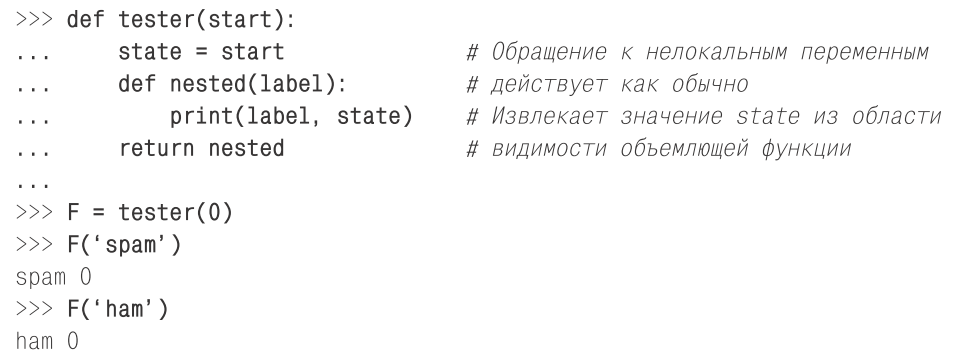 >>> def tester(start):
...     state = start                 # Обращение к нелокальным переменным
...     def nested(label):            # действует как обычно
...         print(label, state)       # Извлекает значение state из области
...     return nested                 # видимости объемлющей функции
...
>>> F = tester(0)
>>> F(‘spam’)
spam 0
>>> F(‘ham’)
ham 0